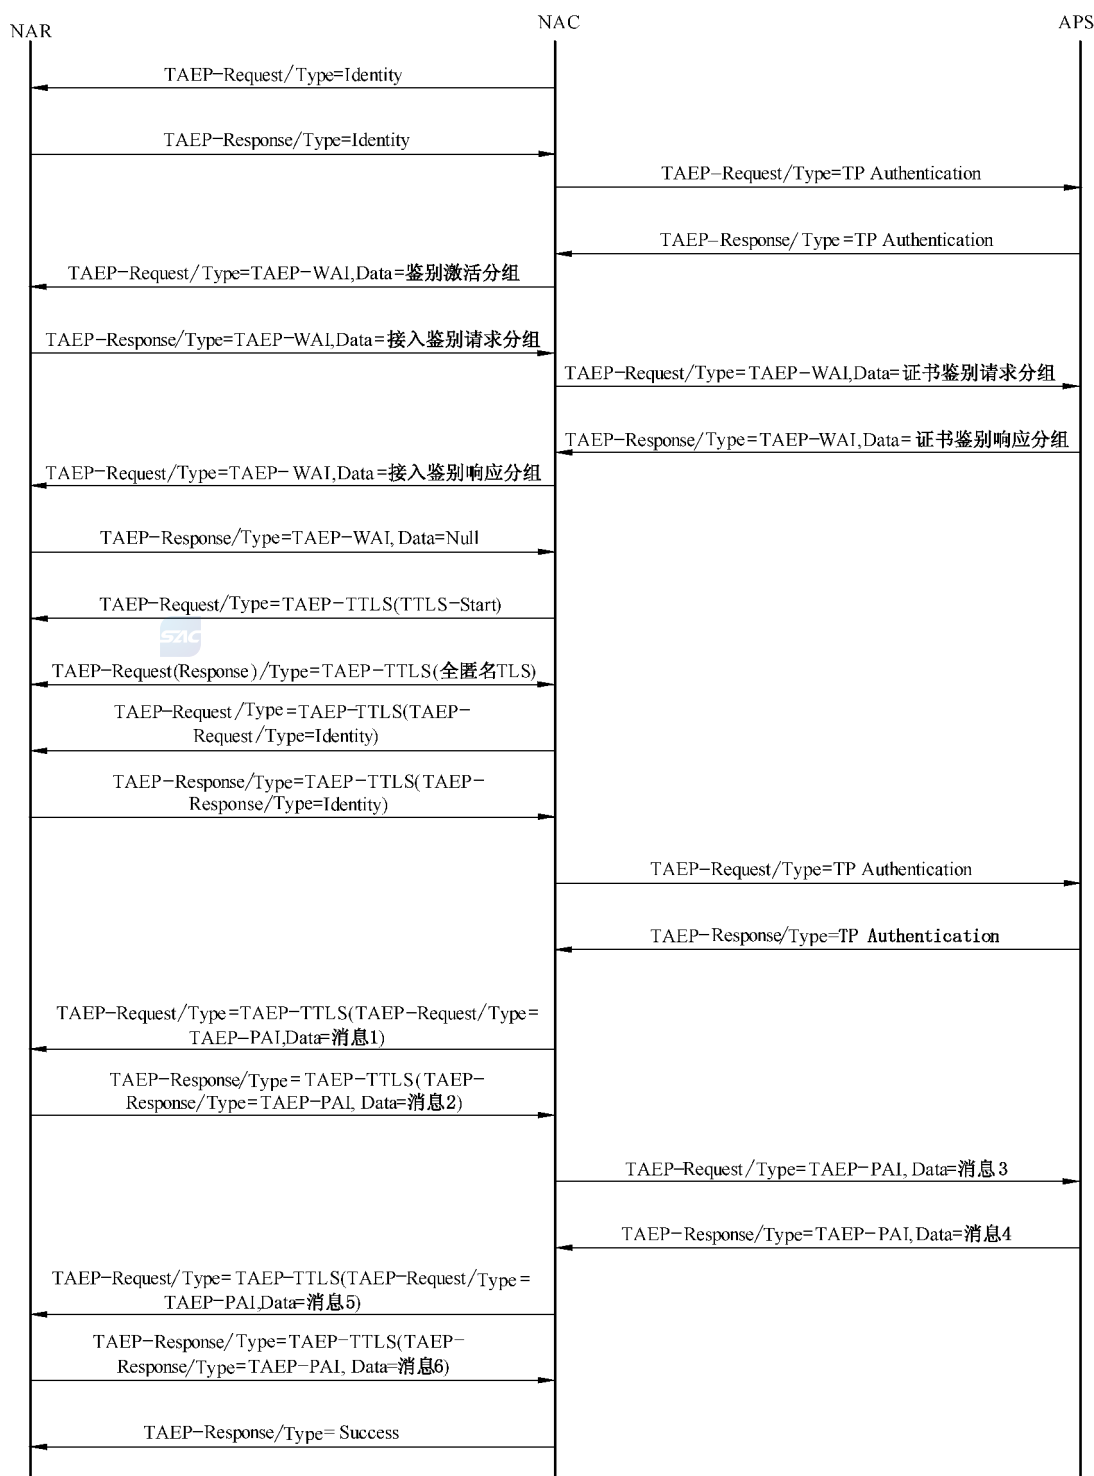 NAR
NAC
APS
TAEP-Request/Type=Identity
TAEP-Response/Type=Identity
TAEP-Request/Type=TP Authentication
TAEP-Response/Type=TP Authentication
TAEP-Request/Type=TAEP-WAI,Data=鉴别激活分组
TAEP-Response/Type=TAEP-WAI,Data=接入鉴别请求分组
TAEP-Request/Type=TAEP-WAI,Data=证书鉴别请求分组
TAEP-Response/Type=TAEP-WAI,Data=证书鉴别响应分组
TAEP-Request/Type=TAEP-WAI,Data=接入鉴别响应分组
TAEP-Response/Type=TAEP-WAI, Data=Null
TAEP-Request/Type=TAEP-TTLS(TTLS-Start)
SAC
TAEP-Request(Response)/Type=TAEP-TTLS(全匿名TLS)
TAEP-Request/Type=TAEP-TTLS(TAEP-
Request/Type=Identity)
TAEP-Response/Type=TAEP-TTLS(TAEP-
Response/Type=Identity)
TAEP-Request/Type=TP Authentication
TAEP-Response/Type=TP Authentication
TAEP-Request/Type=TAEP-TTLS(TAEP-Request/Type=
TAEP-PAI,Data=消息1)
TAEP-Response/Type=TAEP-TTLS(TAEP-
Response/Type=TAEP-PAI, Data=消息2)
TAEP-Request/Type=TAEP-PAI, Data=消息3
TAEP-Response/Type=TAEP-PAI,Data=消息4
TAEP-Request/Type=TAEP-TTLS(TAEP-Request/Type=
TAEP-PAI,Data=消息5)
TAEP-Response/Type=TAEP-TTLS(TAEP-
Response/Type=TAEP-PAI, Data=消息6)
TAEP-Response/Type=Success